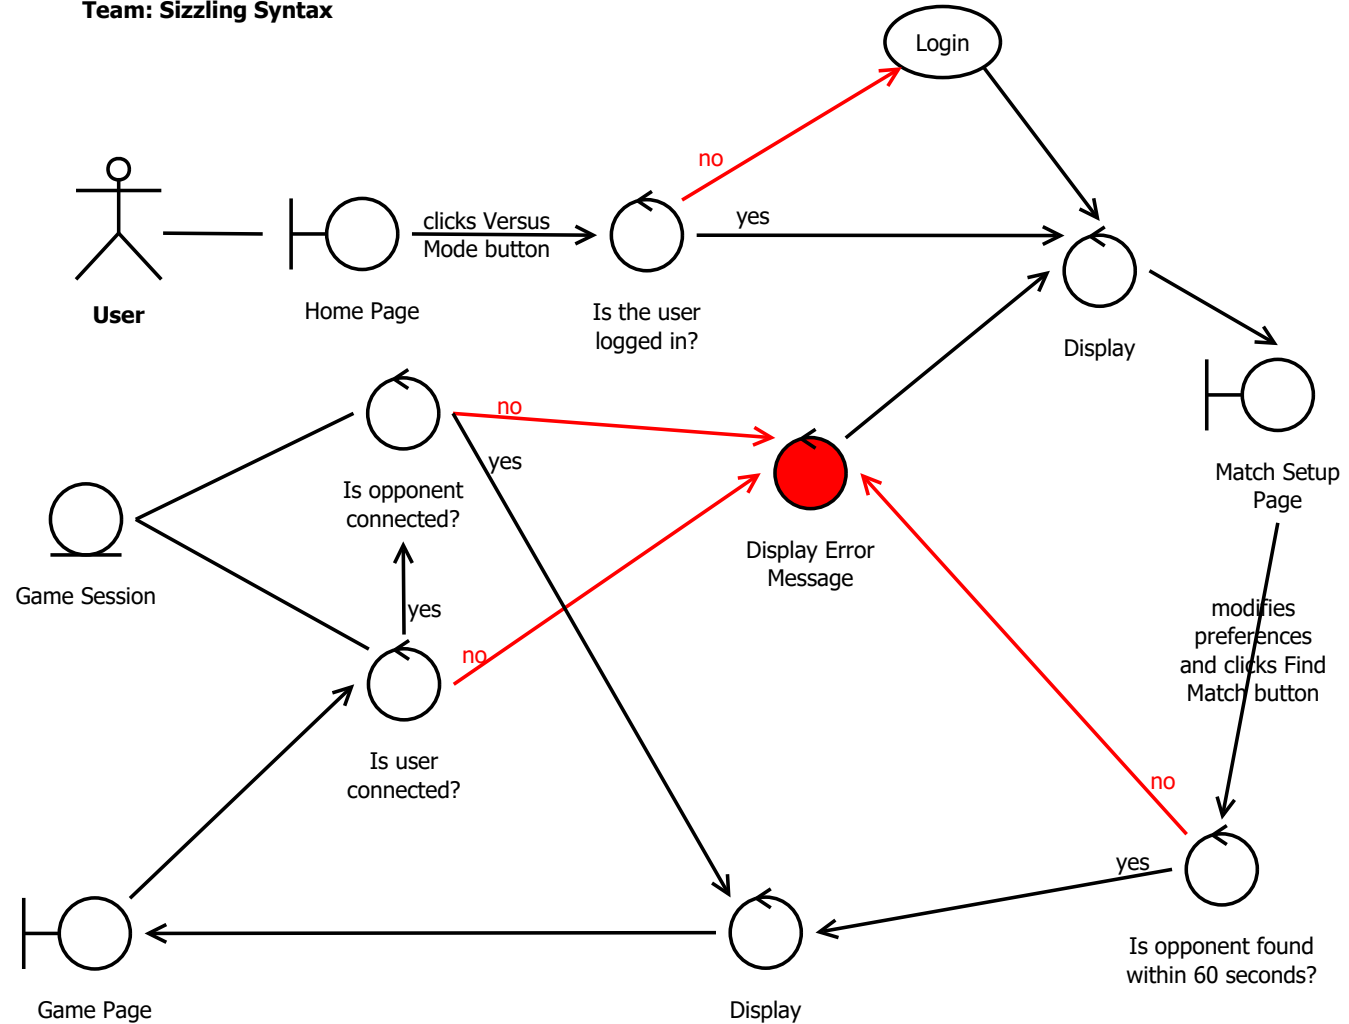 Team: Sizzling Syntax
Login
no
clicks Versus
Mode button
yes
User
Home Page
Is the user
logged in?
Display
no
yes
Is opponent
connected?
Match Setup
Page
Display Error
Message
Game Session
yes
modifies
preferences
and clicks Find
Match button
no
Is user
connected?
no
yes
Is opponent found
within 60 seconds?
Game Page
Display